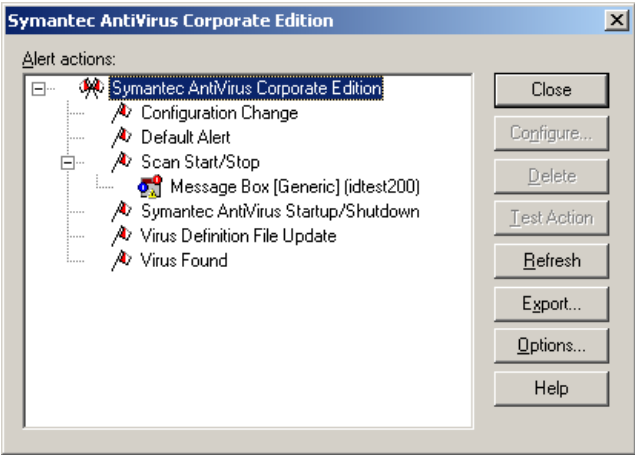 Symantec AntiVirus Corporate Edition
Alert actions:
Symantec AntiVirus Corporate Edition
Configuration Change
Default Alert
Scan Start/Stop
Message Box [Generic] (idtest200)
Symantec AntiVirus Startup/Shutdown
Virus Definition File Update
Virus Found
Close
Configure...
Delete
Test Action
Refresh
Export...
Options...
Help